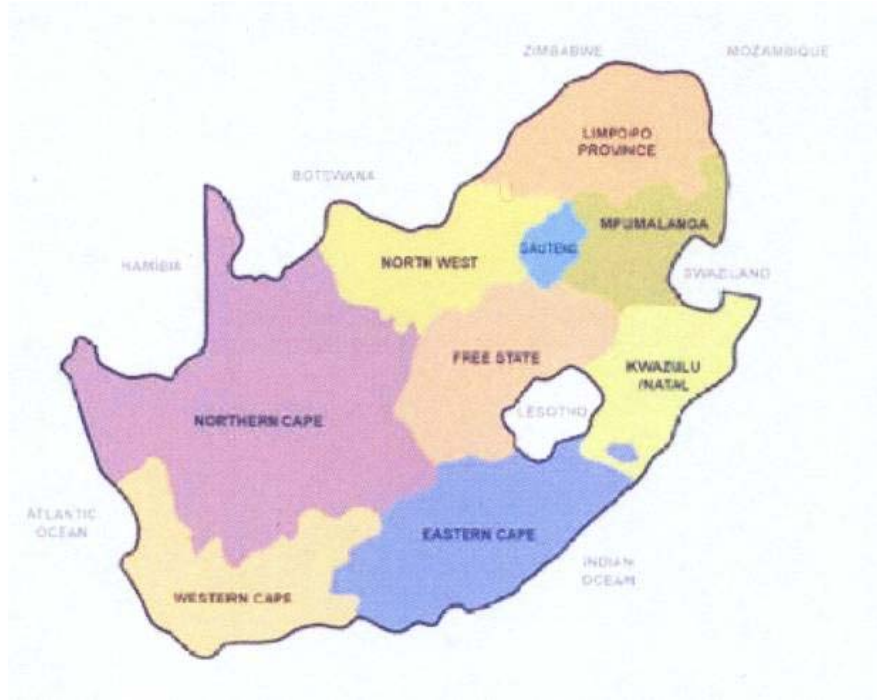 ZIMBABWE
MOZAMBIQUE
LIMPOPO
PROVINCE
BOTSWANA
MPUMALANGA
GAUTENG
NORTH WEST
NAMIBIA
SWAZILAND
FREE STATE
KWAZULU
/NATAL
LESOTHO
NORTHERN CAPE
ATLANTIC
OCEAN
EASTERN CAPE
INDIAN
OCEAN
WESTERN CAPE